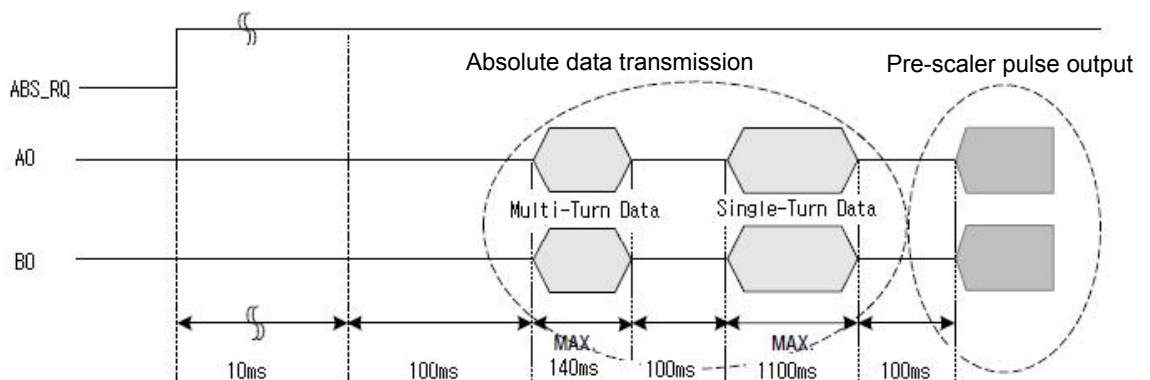 Absolute data transmission
Pre-scaler pulse output
ABS_RQ
AO
Multi-Turn Data
Single-Turn Data
BO
10ms
100ms
MAX.
140ms
100ms
MAX.
1100ms
100ms